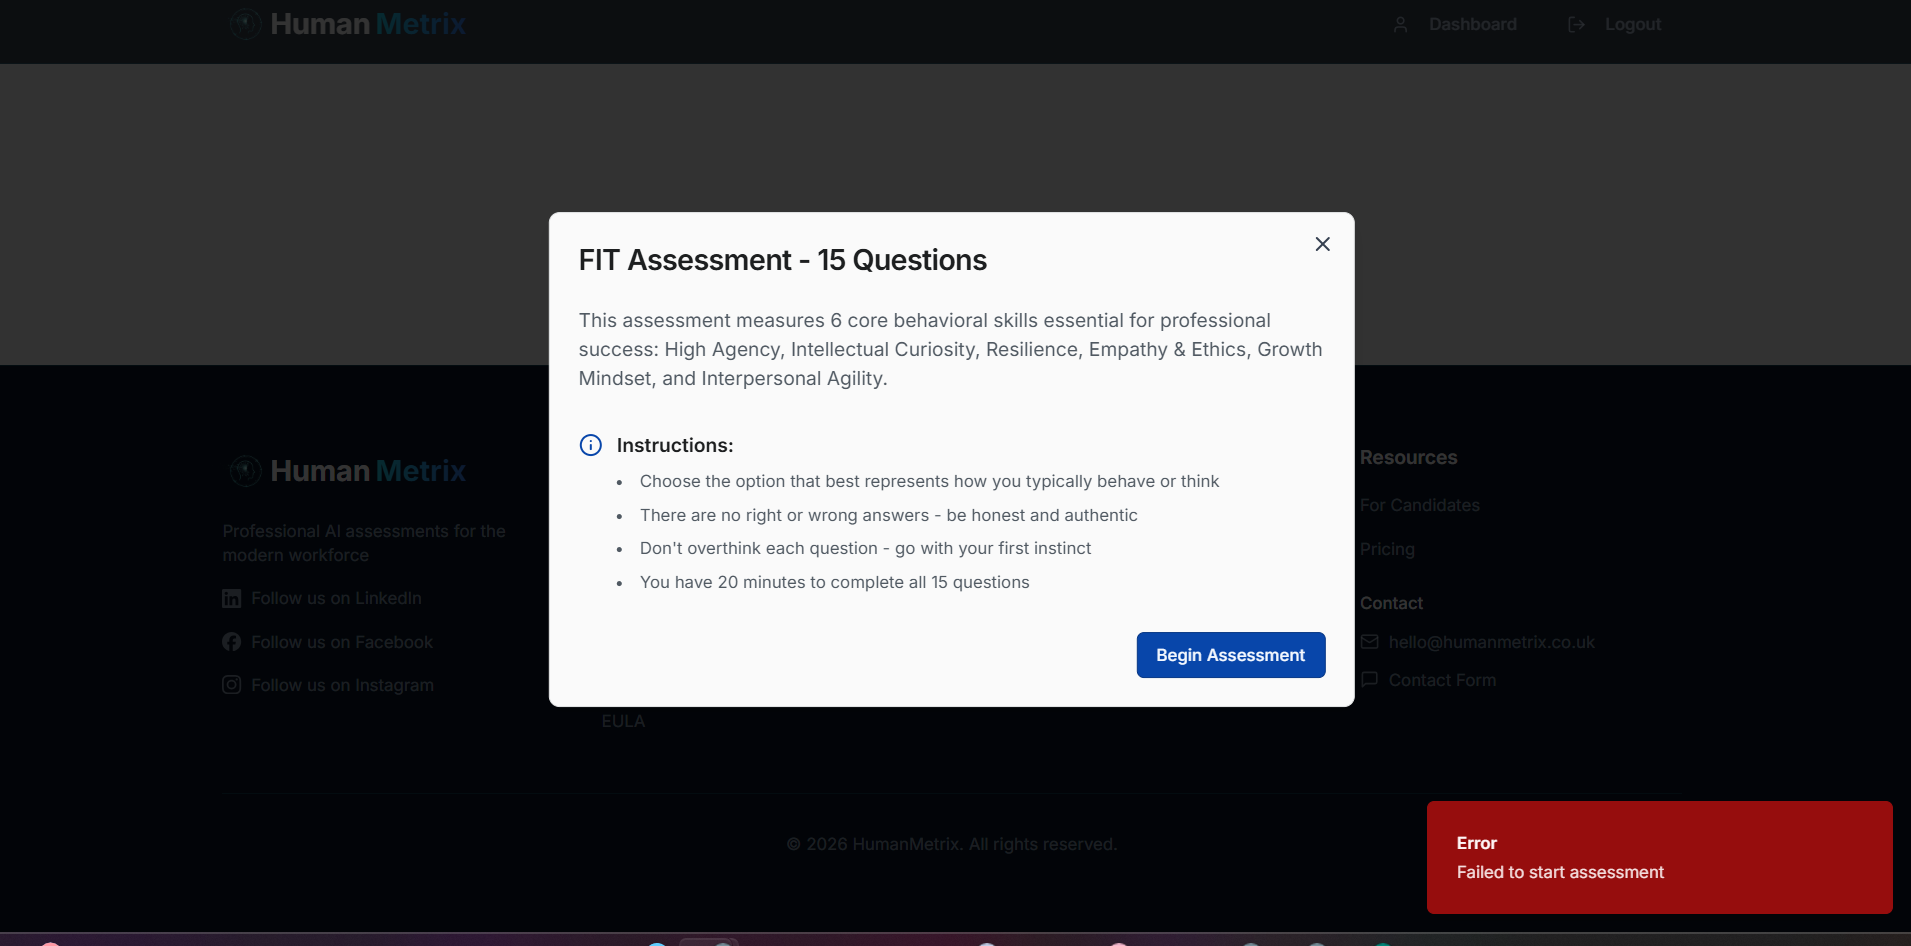 Human Metrix
Dashboard
Logout
FIT Assessment - 15 Questions
This assessment measures 6 core behavioral skills essential for professional
success: High Agency, Intellectual Curiosity, Resilience, Empathy & Ethics, Growth
Mindset, and Interpersonal Agility.
Instructions:
• Choose the option that best represents how you typically behave or think
• There are no right or wrong answers - be honest and authentic
• Don't overthink each question - go with your first instinct
• You have 20 minutes to complete all 15 questions
Begin Assessment
Human Metrix
Professional AI assessments for the
modern workforce
Follow us on LinkedIn
Follow us on Facebook
Follow us on Instagram
EULA
Resources
For Candidates
Pricing
Contact
hello@humanmetrix.co.uk
Contact Form
© 2026 HumanMetrix. All rights reserved.
Error
Failed to start assessment